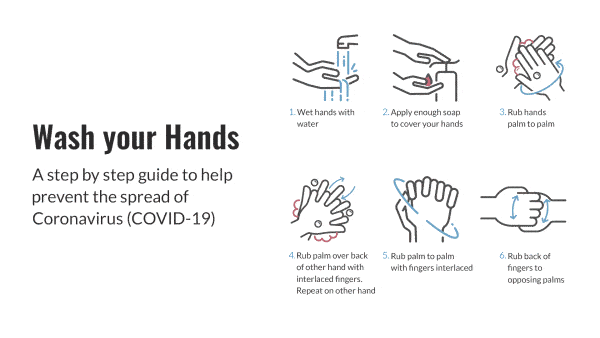 Wash your Hands
A step by step guide to help
prevent the spread of
Coronavirus (COVID-19)
1. Wet hands with
water
2. Apply enough soap
to cover your hands
3. Rub hands
palm to palm
4. Rub palm over back
of other hand with
interlaced fingers.
Repeat on other hand
5. Rub palm to palm
with fingers interlaced
6. Rub back of
fingers to
opposing palms